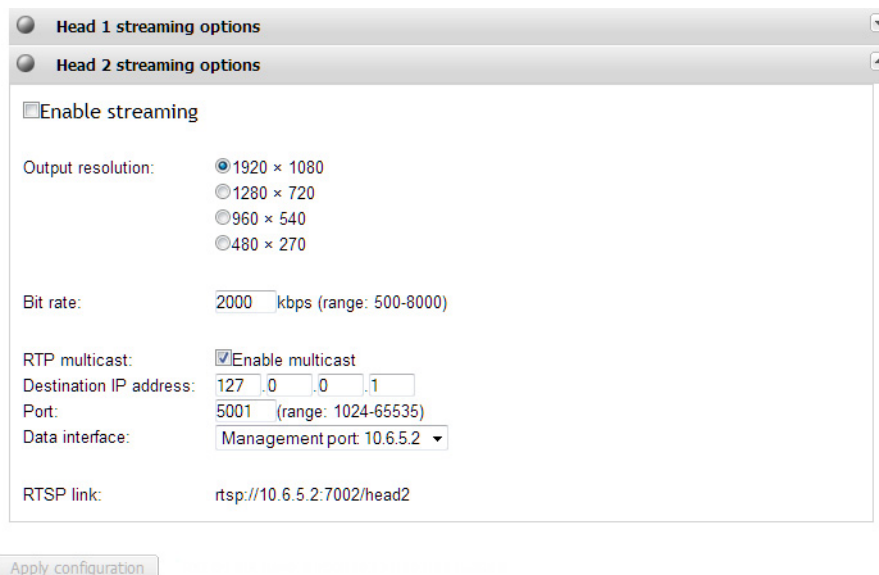 Head 1 streaming options
Head 2 streaming options
Enable streaming
Output resolution: 1920 × 1080
1280 × 720
960 × 540
480 × 270
Bit rate: 2000 kbps (range: 500-8000)
RTP multicast: Enable multicast
Destination IP address: 127 .0 .0 .1
Port: 5001 (range: 1024-65535)
Data interface: Management port: 10.6.5.2
RTSP link: rtsp://10.6.5.2:7002/head2
Apply configuration